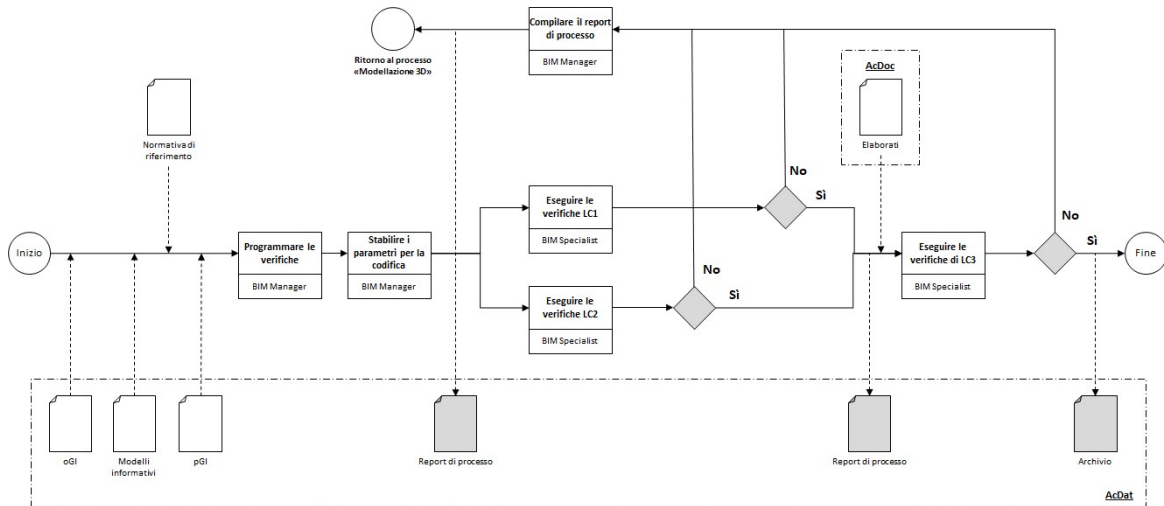 Compilare il report
di processo
BIM Manager
Ritorno al processo
«Modellazione 3D»
AcDoc
Elaborati
Normativa di
riferimento
No
Sì
Eseguire le
verifiche LC1
BIM Specialist
Inizio
Programmare le
verifiche
BIM Manager
Stabilire i
parametri per la
codifica
BIM Manager
No
Sì
Eseguire le
verifiche LC2
BIM Specialist
Eseguire le
verifiche di LC3
BIM Specialist
No
Sì
Fine
oGI
Modelli
informativi
pGI
Report di processo
Report di processo
Archivio
AcDat